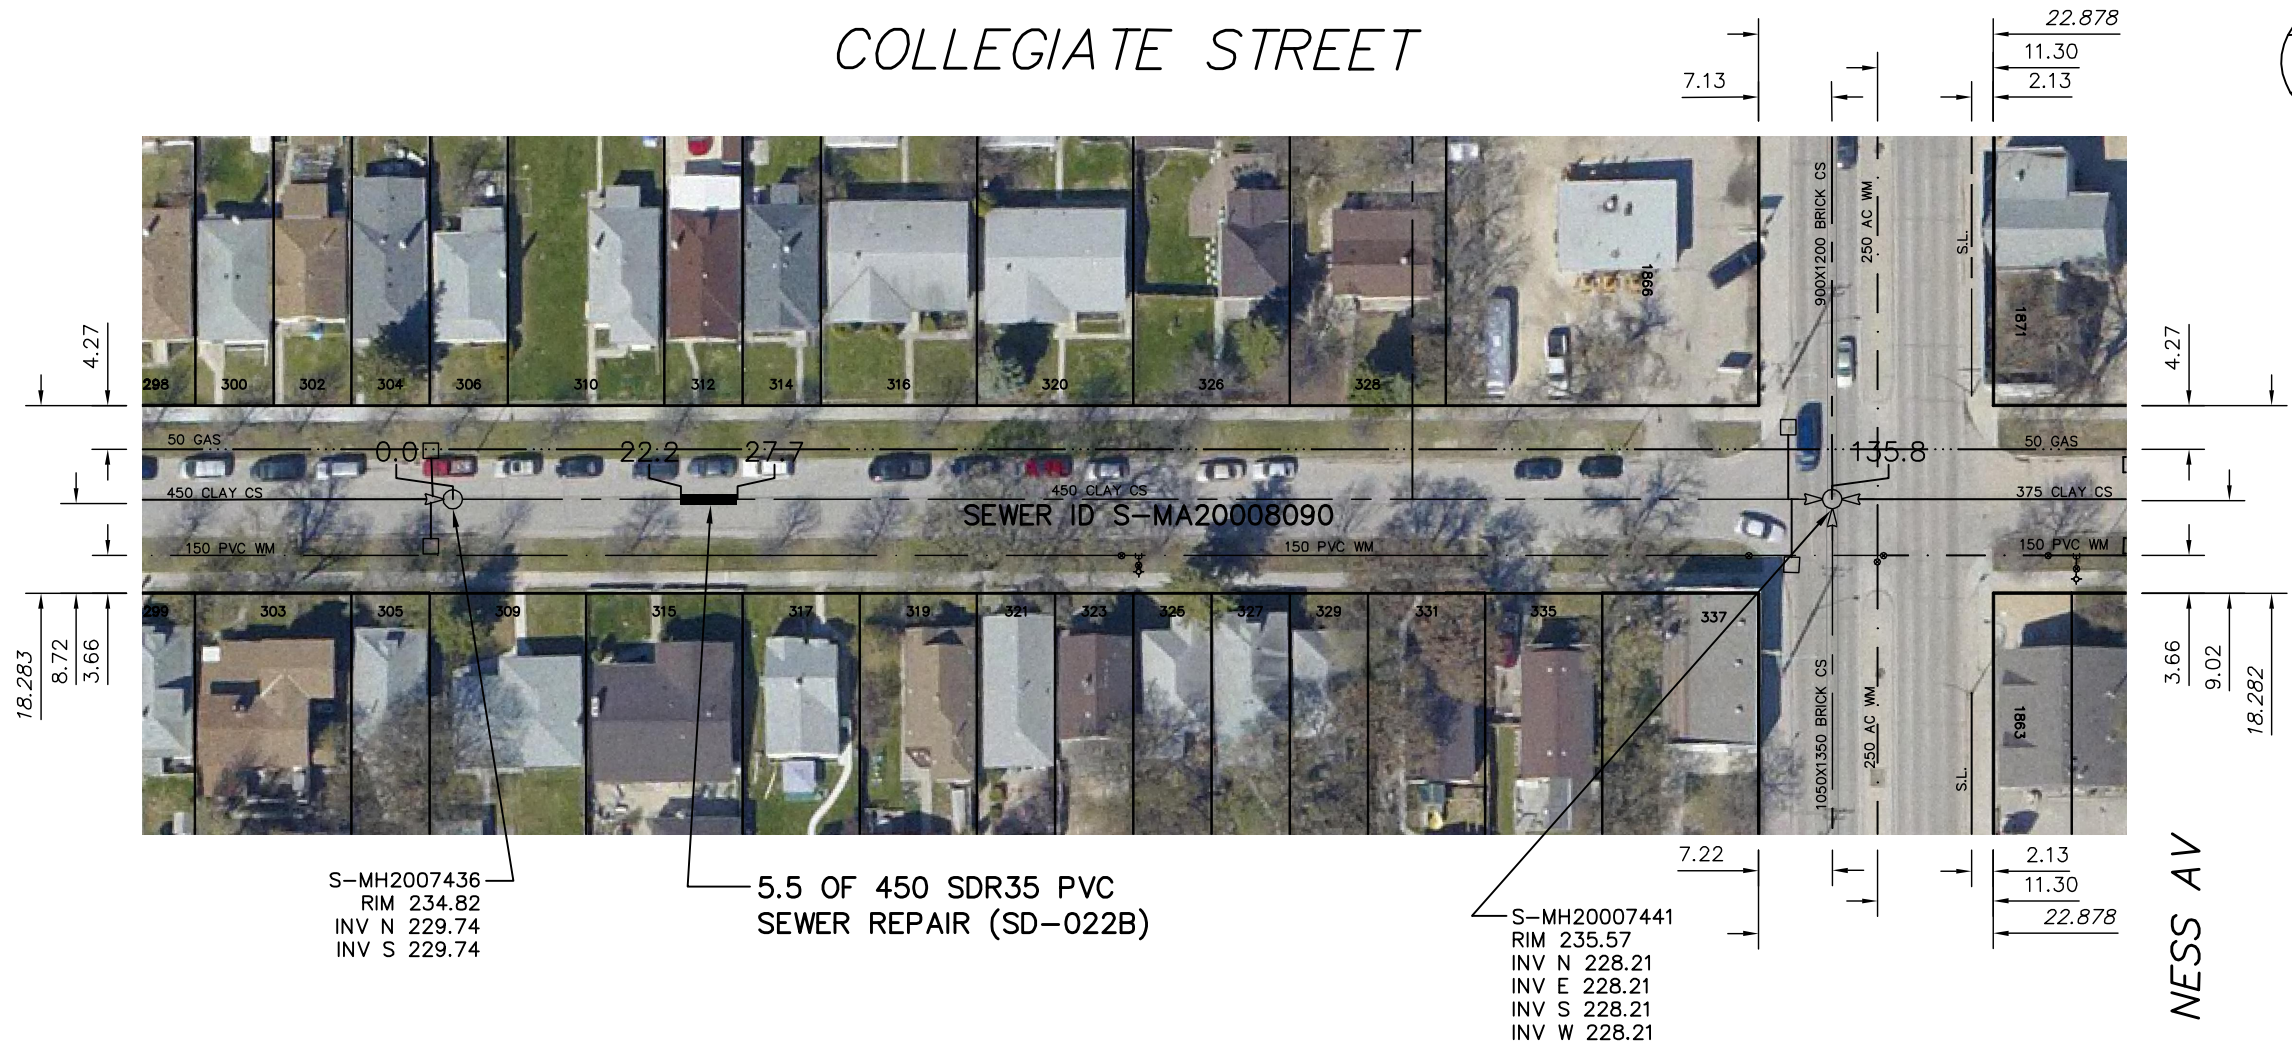 COLLEGIATE STREET
22.878
11.30
7.13
2.13
900X1200 BRICK CS
250 AC WM
S.L.
1866
1871
4.27
4.27
298
300
302
304
306
310
312
314
316
320
326
328
50 GAS
0.0
22.2
27.7
135.8
50 GAS
450 CLAY CS
450 CLAY CS
375 CLAY CS
SEWER ID S-MA20008090
150 PVC WM
150 PVC WM
150 PVC WM
299
303
305
309
315
317
319
321
323
325
327
329
331
335
337
18.283
8.72
3.66
3.66
9.02
18.282
1050X1350 BRICK CS
250 AC WM
S.L.
1863
7.22
2.13
11.30
22.878
S-MH2007436
RIM 234.82
INV N 229.74
INV S 229.74
5.5 OF 450 SDR35 PVC
SEWER REPAIR (SD-022B)
S-MH20007441
RIM 235.57
INV N 228.21
INV E 228.21
INV S 228.21
INV W 228.21
NESS AV